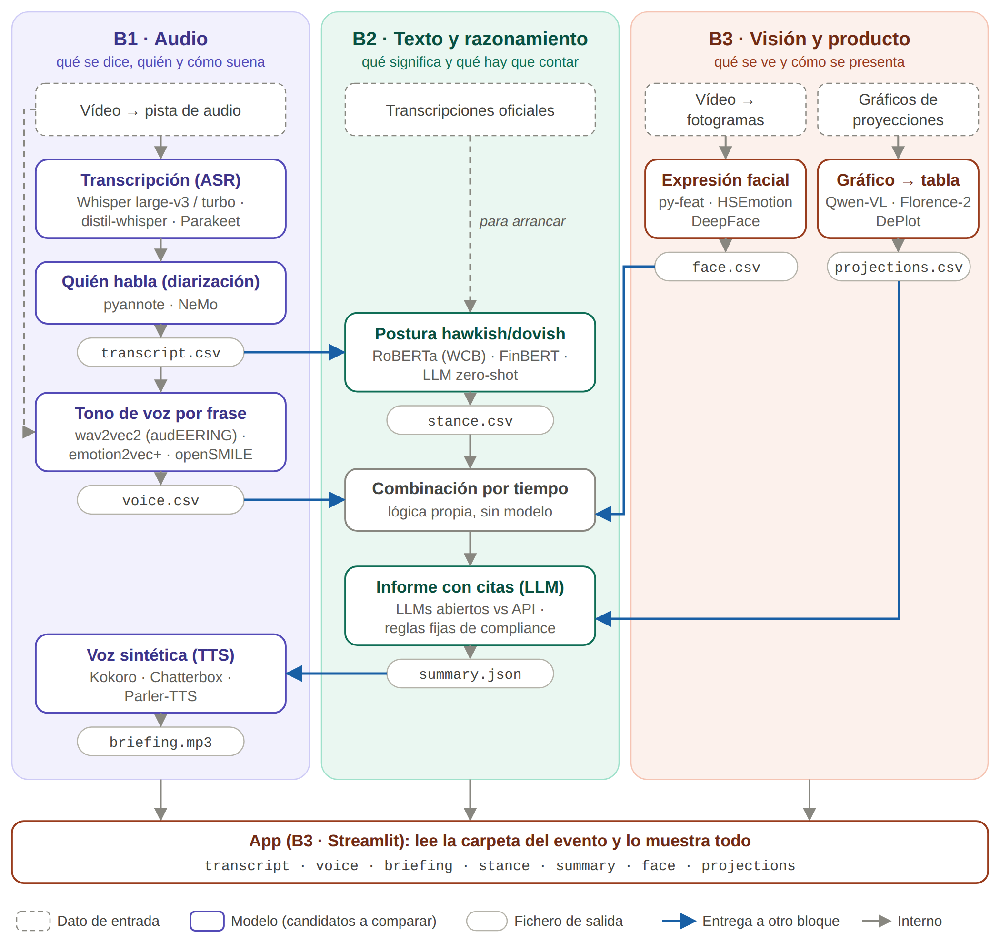 B1 · Audio
qué se dice, quién y cómo suena
Vídeo → pista de audio
Transcripción (ASR)
Whisper large-v3 / turbo ·
distil-whisper · Parakeet
Quién habla (diarización)
pyannote · NeMo
transcript.csv
Tono de voz por frase
wav2vec2 (audEERING) ·
emotion2vec+ · openSMILE
voice.csv
Voz sintética (TTS)
Kokoro · Chatterbox ·
Parler-TTS
briefing.mp3
B2 · Texto y razonamiento
qué significa y qué hay que contar
Transcripciones oficiales
para arrancar
Postura hawkish/dovish
RoBERTa (WCB) · FinBERT ·
LLM zero-shot
stance.csv
Combinación por tiempo
lógica propia, sin modelo
Informe con citas (LLM)
LLMs abiertos vs API ·
reglas fijas de compliance
summary.json
B3 · Visión y producto
qué se ve y cómo se presenta
Vídeo →
fotogramas
Expresión facial
py-feat · HSEmotion
DeepFace
face.csv
Gráficos de
proyecciones
Gráfico → tabla
Qwen-VL · Florence-2
DePlot
projections.csv
App (B3 · Streamlit): lee la carpeta del evento y lo muestra todo
transcript · voice · briefing · stance · summary · face · projections
Dato de entrada
Modelo (candidatos a comparar)
Fichero de salida
Entrega a otro bloque
Interno